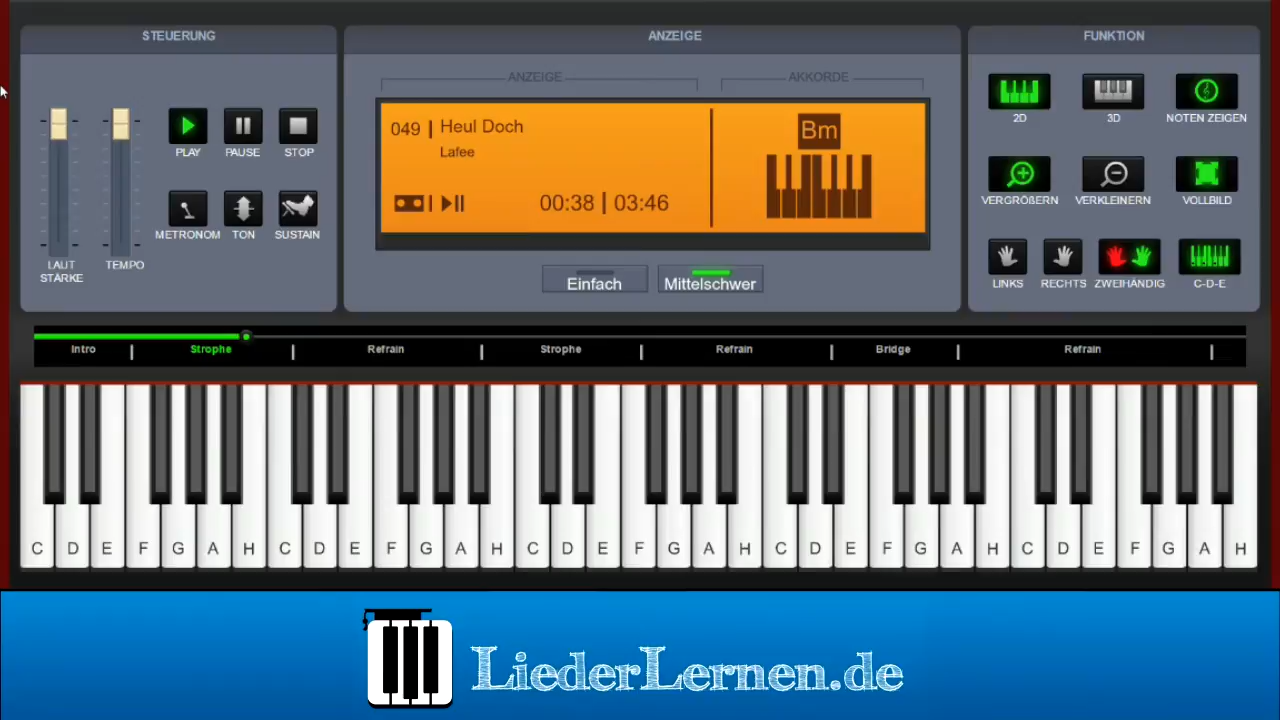 STEUERUNG
PLAY PAUSE STOP
METRONOM TON SUSTAIN
LAUT STÄRKE
TEMPO
ANZEIGE
ANZEIGE AKKORDE
049 | Heul Doch
Lafee
00:38 | 03:46
Bm
Einfach Mittelschwer
FUNKTION
2D 3D NOTEN ZEIGEN
VERGRÖßERN VERKLEINERN VOLLBILD
LINKS RECHTS ZWEIHÄNDIG C-D-E
Intro Strophe Refrain Strophe Refrain Bridge Refrain
C D E F G A H C D E F G A H C D E F G A H C D E F G A H C D E F G A H
LiederLernen.de